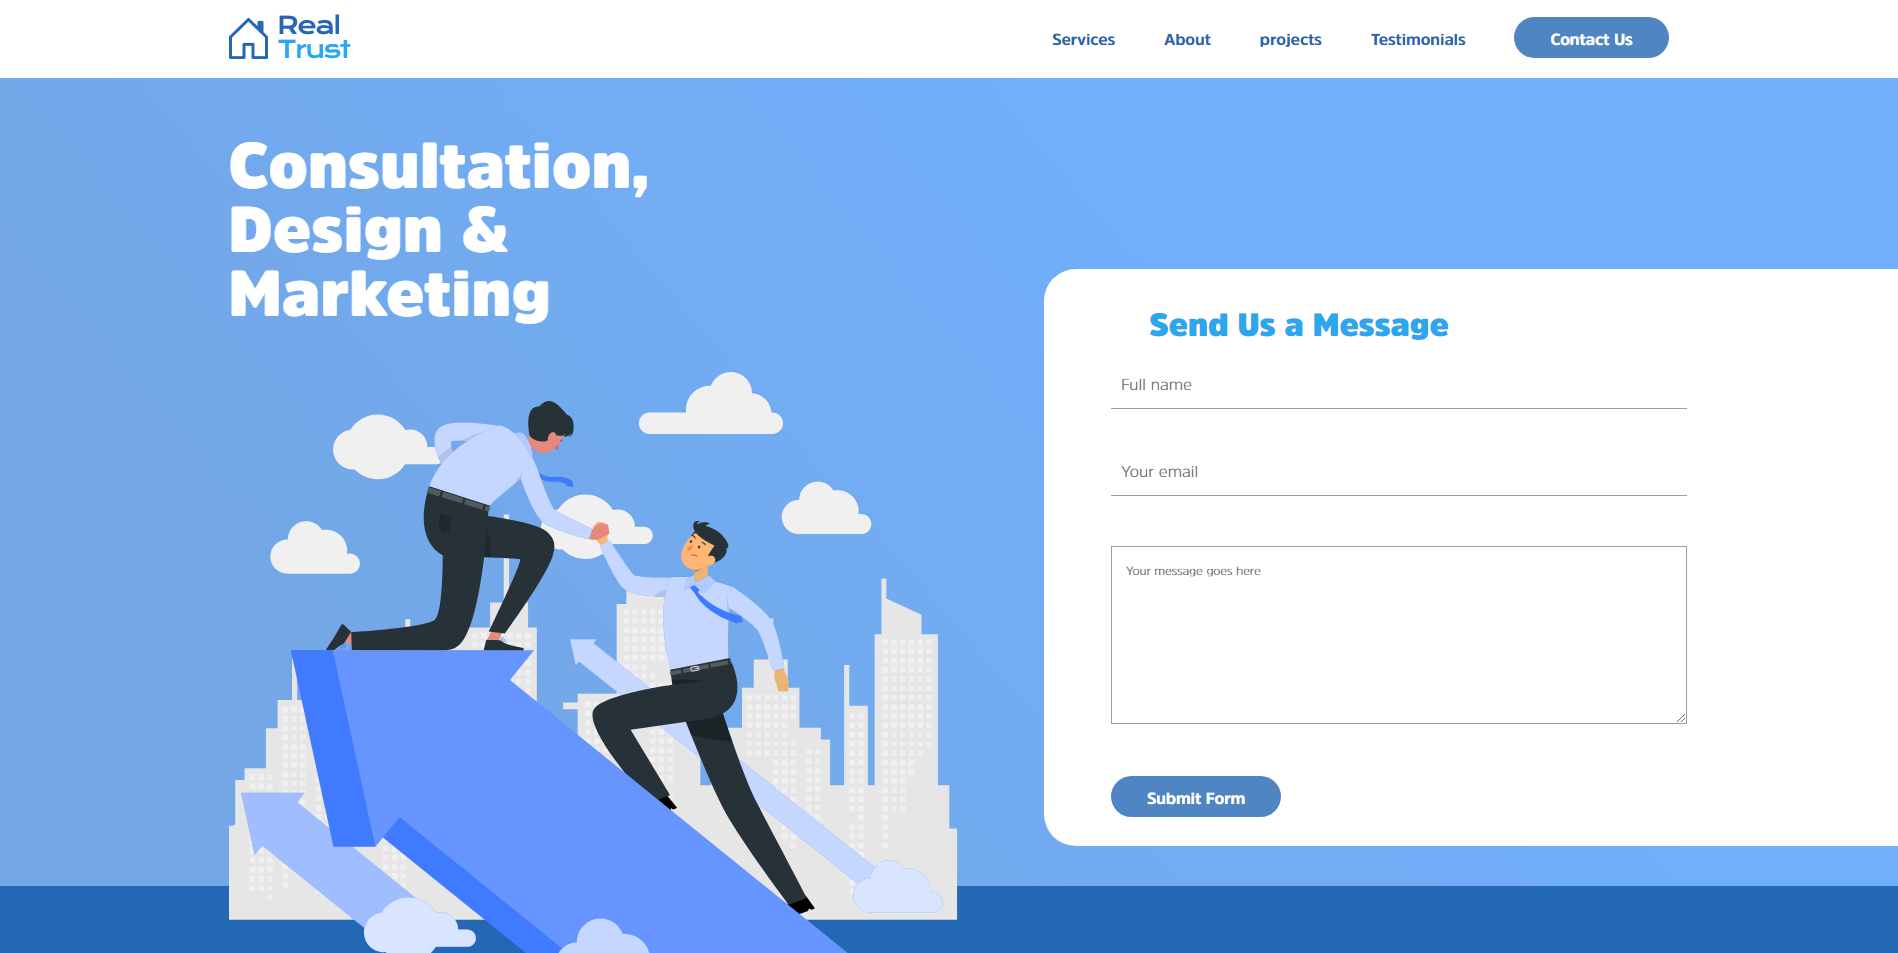 Real
Trust
Services
About
projects
Testimonials
Contact Us
Consultation,
Design &
Marketing
Send Us a Message
Full name
Your email
Your message goes here
Submit Form